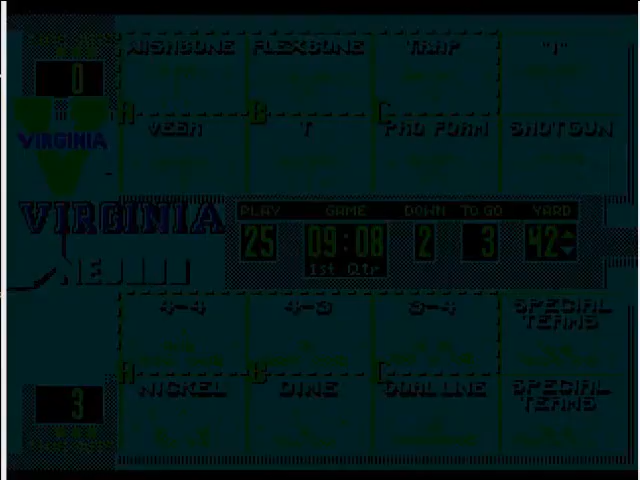 0
WISHBONE FLEXBONE TRAP "I"
A B C
VEER T PRO FORM SHOTGUN
VIRGINIA
VIRGINIA
PLAY GAME DOWN TO GO YARD
25 09:08 2 3 42
1st Qtr
4-4 4-3 3-4 SPECIAL TEAMS
A B C
NICKEL DIME GOAL LINE SPECIAL TEAMS
3